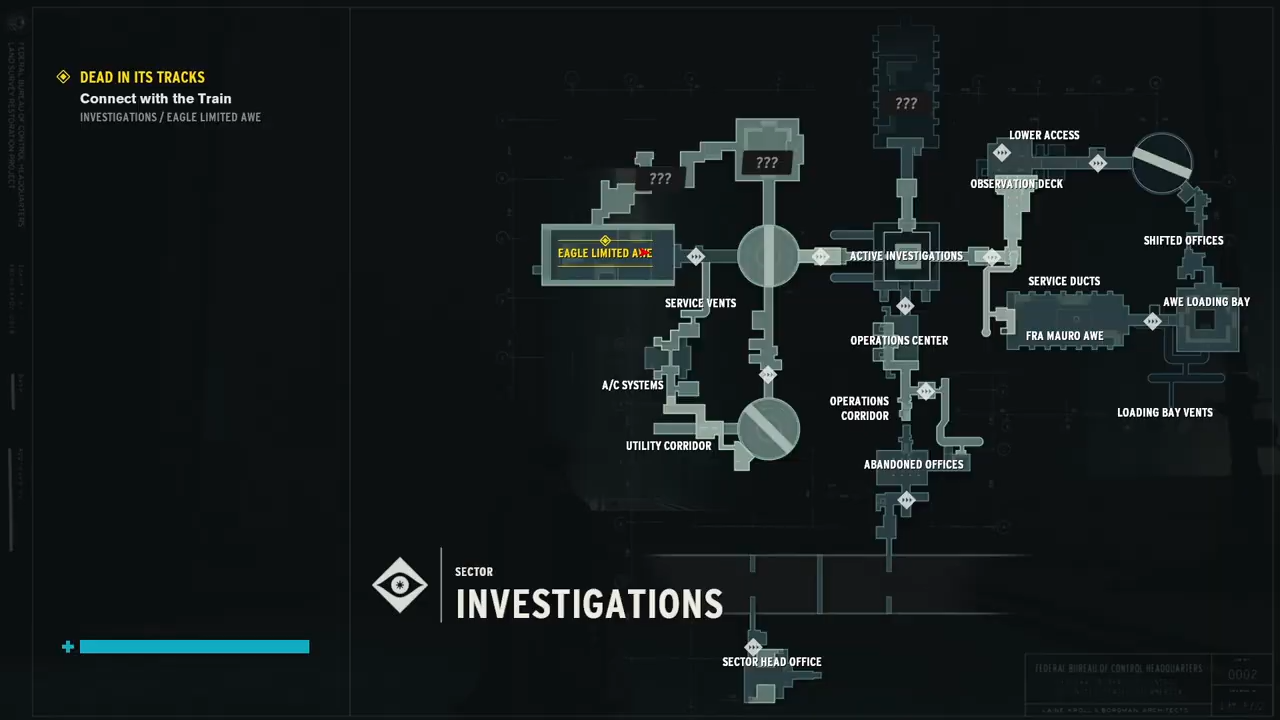 DEAD IN ITS TRACKS
Connect with the Train
INVESTIGATIONS / EAGLE LIMITED AWE
???
LOWER ACCESS
???
???
OBSERVATION DECK
SHIFTED OFFICES
EAGLE LIMITED AWE
ACTIVE INVESTIGATIONS
SERVICE DUCTS
SERVICE VENTS
AWE LOADING BAY
FRA MAURO AWE
OPERATIONS CENTER
A/C SYSTEMS
OPERATIONS
CORRIDOR
LOADING BAY VENTS
UTILITY CORRIDOR
ABANDONED OFFICES
SECTOR
INVESTIGATIONS
SECTOR HEAD OFFICE
FEDERAL BUREAU OF CONTROL HEADQUARTERS
0002